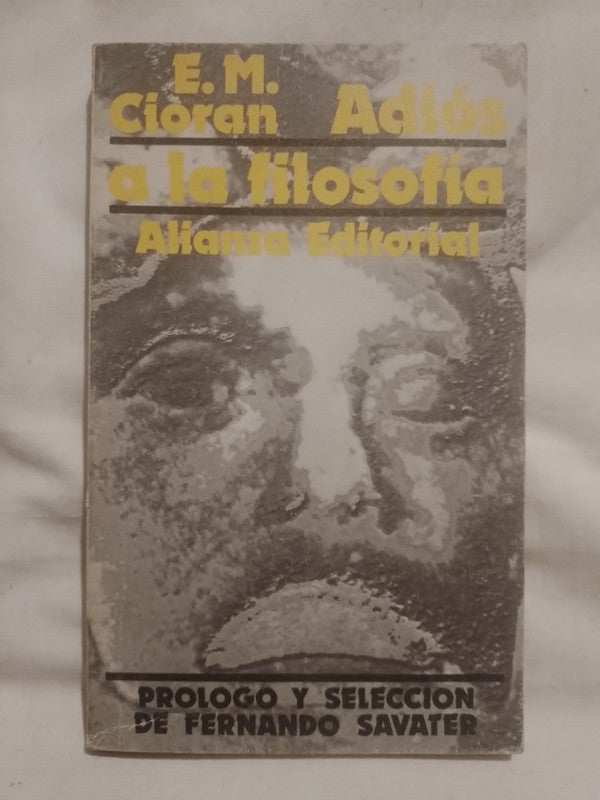 E. M.
Cioran Adiós
a la filosofía
Alianza Editorial
PROLOGO Y SELECCION
DE FERNANDO SAVATER